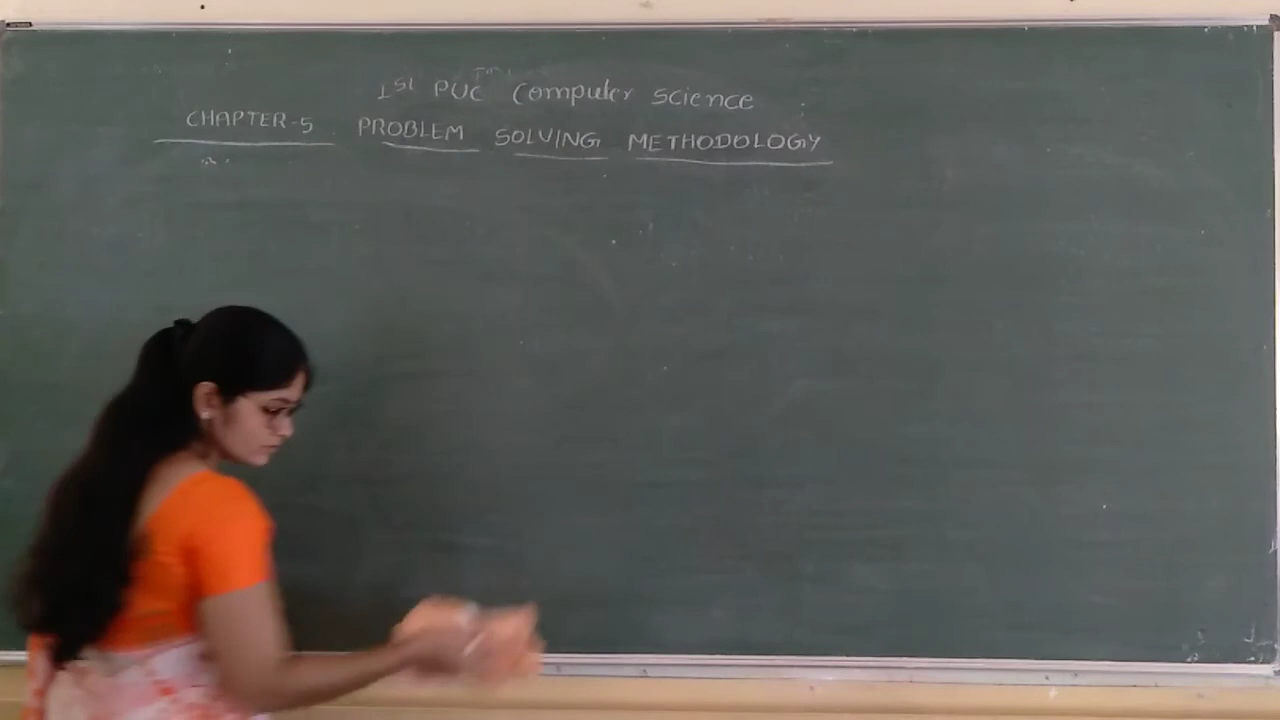 1st PUC Computer Science
CHAPTER-5 PROBLEM SOLVING METHODOLOGY